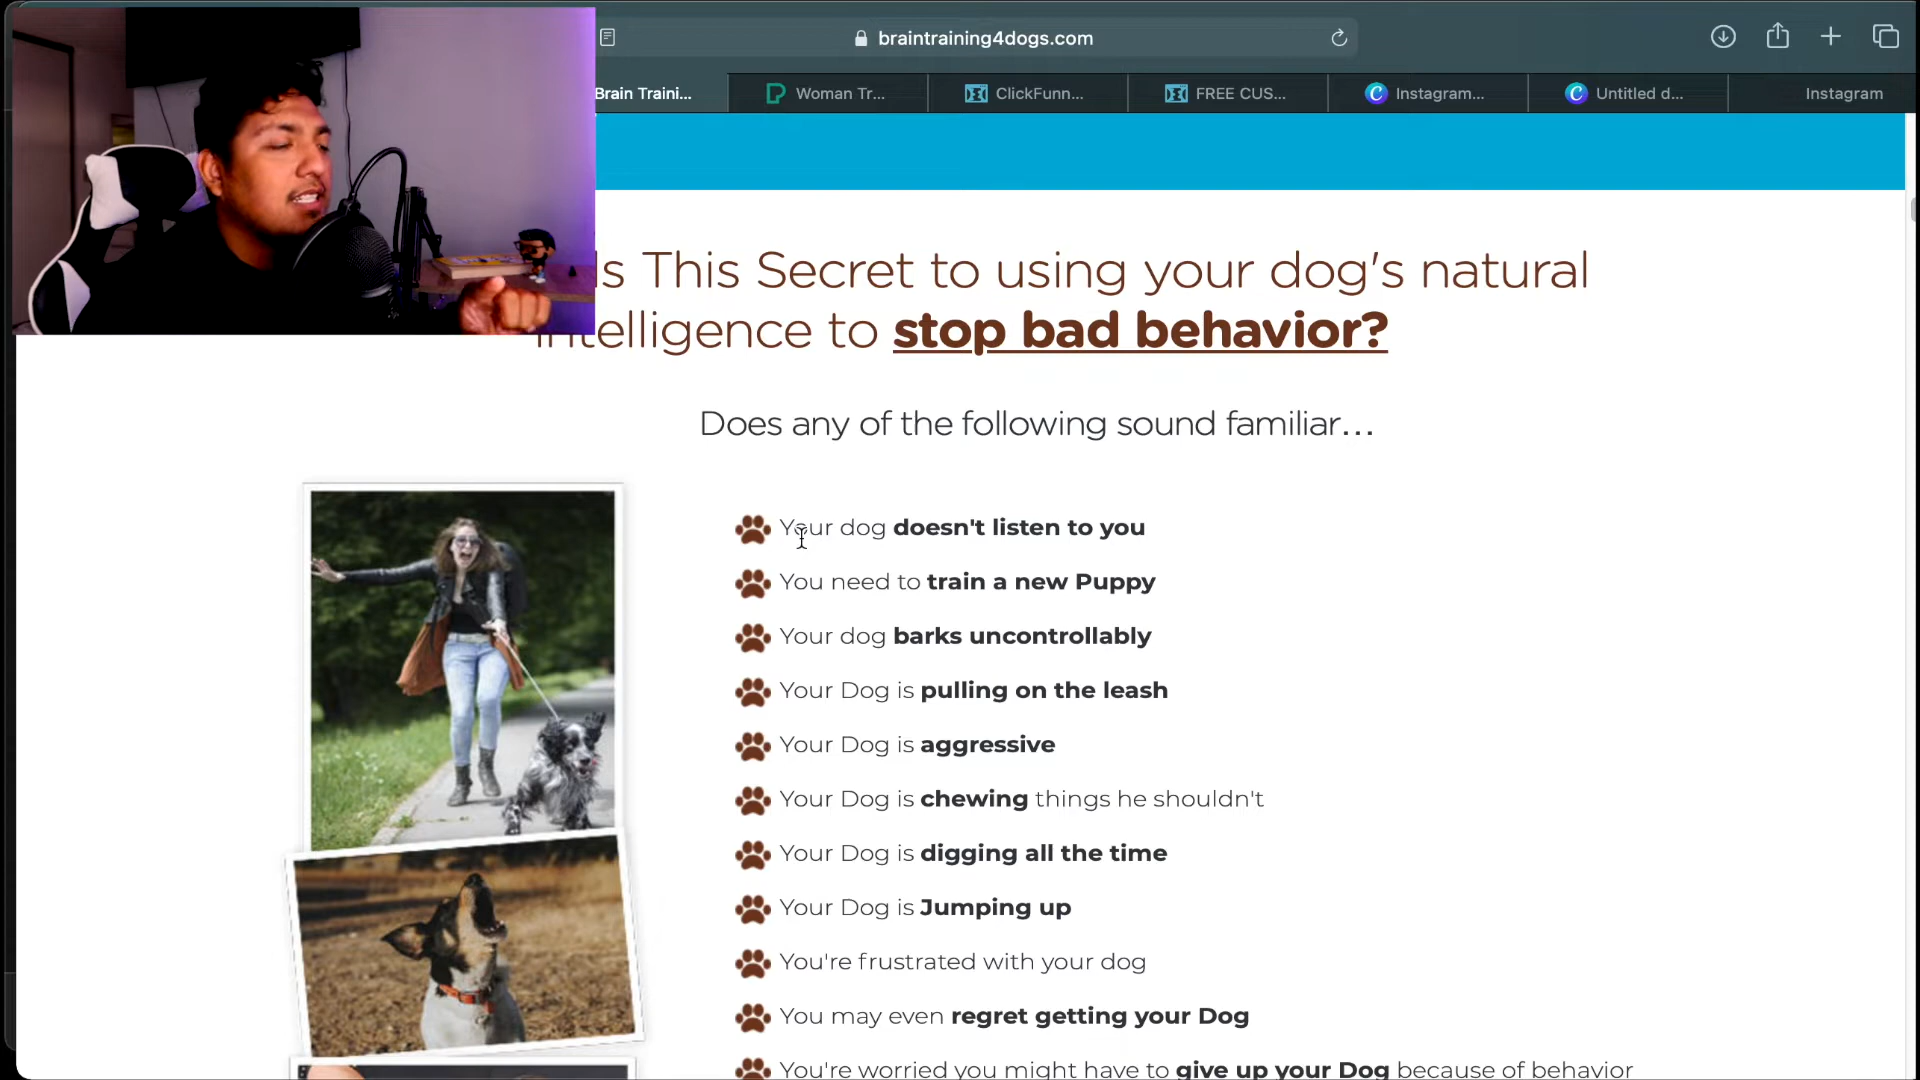 braintraining4dogs.com
Brain Traini...
Woman Tr...
ClickFunn...
FREE CUS...
Instagram...
Untitled d...
Instagram
This Secret to using your dog's natural
intelligence to stop bad behavior?
Does any of the following sound familiar...
Your dog doesn't listen to you
You need to train a new Puppy
Your dog barks uncontrollably
Your Dog is pulling on the leash
Your Dog is aggressive
Your Dog is chewing things he shouldn't
Your Dog is digging all the time
Your Dog is Jumping up
You're frustrated with your dog
You may even regret getting your Dog
You're worried you might have to give up your Dog because of behavior